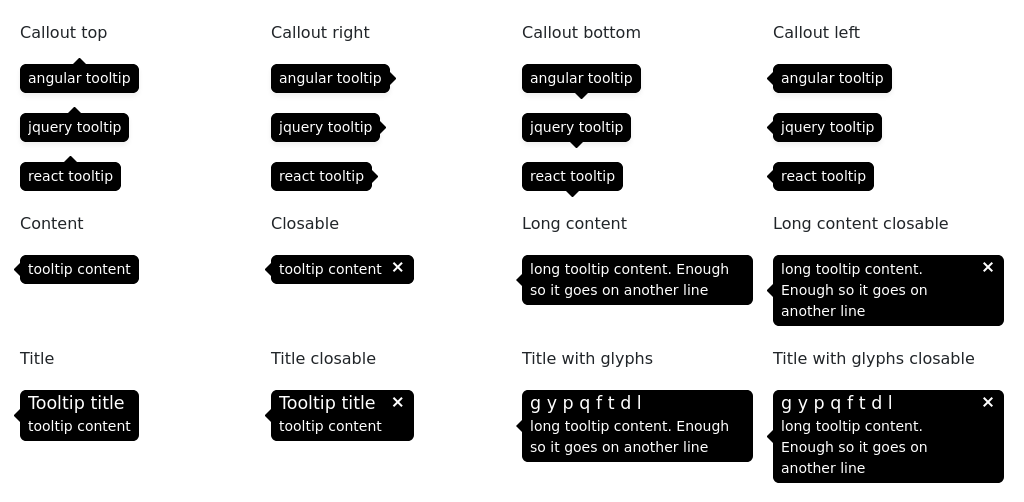 Callout top
Callout right
Callout bottom
Callout left
angular tooltip
angular tooltip
angular tooltip
angular tooltip
jquery tooltip
jquery tooltip
jquery tooltip
jquery tooltip
react tooltip
react tooltip
react tooltip
react tooltip
Content
Closable
Long content
Long content closable
tooltip content
tooltip content ×
long tooltip content. Enough
so it goes on another line
long tooltip content. ×
Enough so it goes on
another line
Title
Title closable
Title with glyphs
Title with glyphs closable
Tooltip title
tooltip content
Tooltip title ×
tooltip content
g y p q f t d l
long tooltip content. Enough
so it goes on another line
g y p q f t d l ×
long tooltip content.
Enough so it goes on
another line